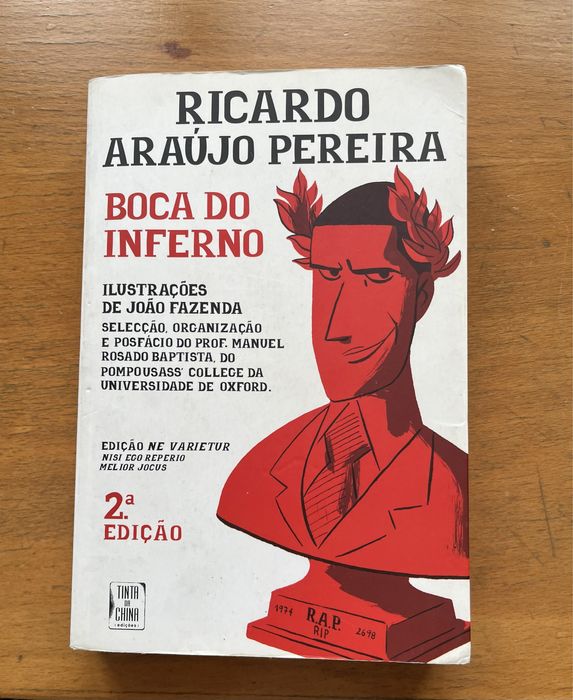 RICARDO
ARAÚJO PEREIRA
BOCA DO
INFERNO
ILUSTRAÇÕES
DE JOÃO FAZENDA
SELECÇÃO, ORGANIZAÇÃO
E POSFÁCIO DO PROF. MANUEL
ROSADO BAPTISTA, DO
POMPOUSASS' COLLEGE DA
UNIVERSIDADE DE OXFORD.
EDIÇÃO NE VARIETUR
NISI EGO REPERIO
MELIOR JOCUS
2.ª
EDIÇÃO
TINTA
DA
CHINA
edições
1974 R.A.P. 2698
RIP